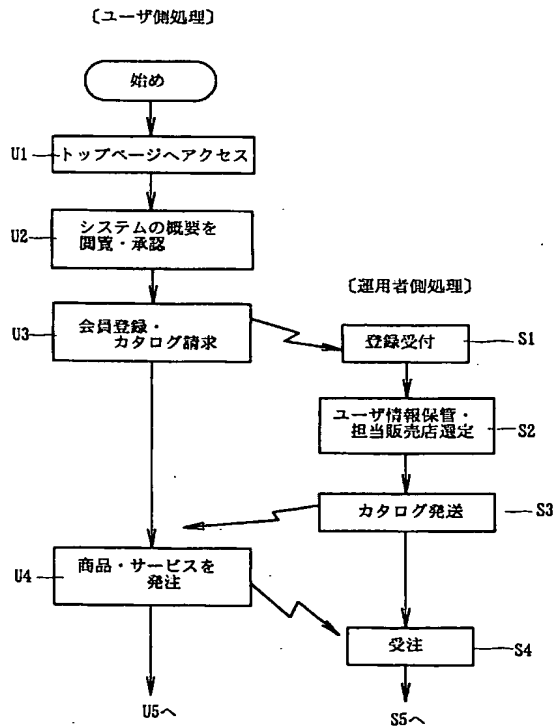 〔ユーザ側処理〕
始め
U1
トップページへアクセス
U2
システムの概要を
閲覧・承認
〔運用者側処理〕
U3
会員登録・
カタログ請求
登録受付
S1
ユーザ情報保管・
担当販売店選定
S2
カタログ発送
S3
U4
商品・サービスを
発注
受注
S4
U5へ
S5へ